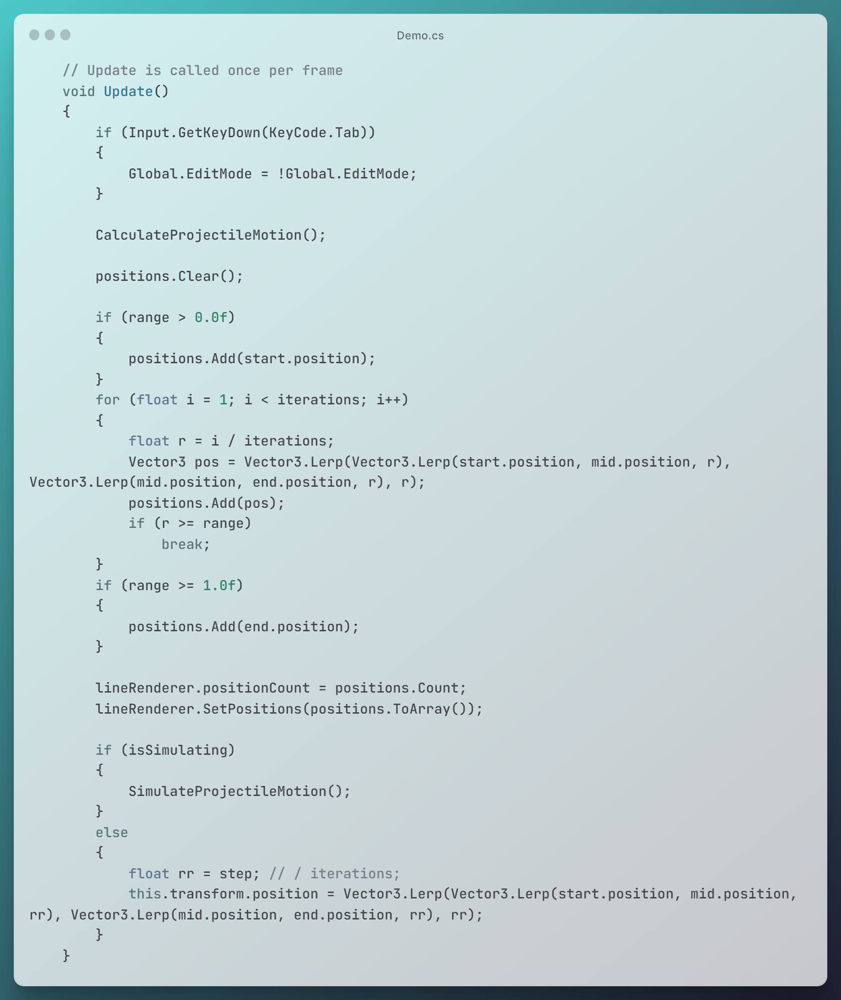 Demo.cs
// Update is called once per frame
void Update()
{
if (Input.GetKeyDown(KeyCode.Tab))
{
Global.EditMode = !Global.EditMode;
}
CalculateProjectileMotion();
positions.Clear();
if (range > 0.0f)
{
positions.Add(start.position);
}
for (float i = 1; i < iterations; i++)
{
float r = i / iterations;
Vector3 pos = Vector3.Lerp(Vector3.Lerp(start.position, mid.position, r),
Vector3.Lerp(mid.position, end.position, r), r);
positions.Add(pos);
if (r >= range)
break;
}
if (range >= 1.0f)
{
positions.Add(end.position);
}
lineRenderer.positionCount = positions.Count;
lineRenderer.SetPositions(positions.ToArray());
if (isSimulating)
{
SimulateProjectileMotion();
}
else
{
float rr = step; // / iterations;
this.transform.position = Vector3.Lerp(Vector3.Lerp(start.position, mid.position,
rr), Vector3.Lerp(mid.position, end.position, rr), rr);
}
}